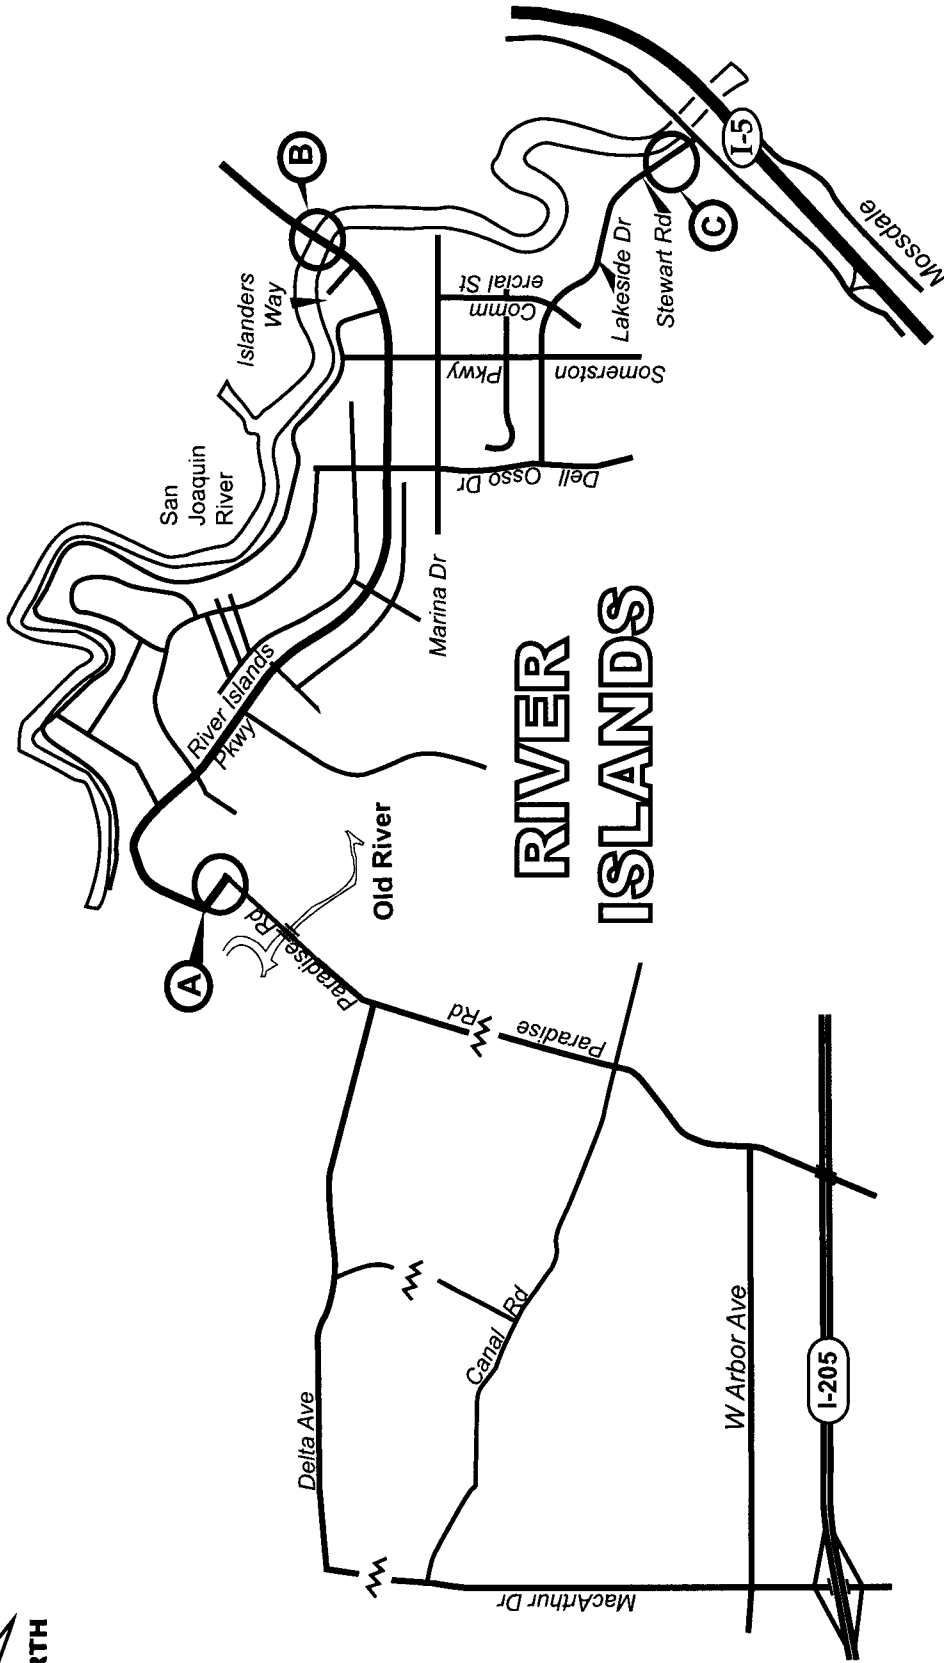 RTH
A
B
C
San
Joaquin
River
Islanders
Way
River Islands
Pkwy
Marina Dr
Dell Osso Dr
Somerston
Pkwy
Comm
ercial St
Lakeside Dr
Stewart Rd
I-5
Mossdale
RIVER
ISLANDS
Old River
Paradise Rd
Paradise Rd
Delta Ave
Canal Rd
W Arbor Ave
I-205
MacArthur Dr